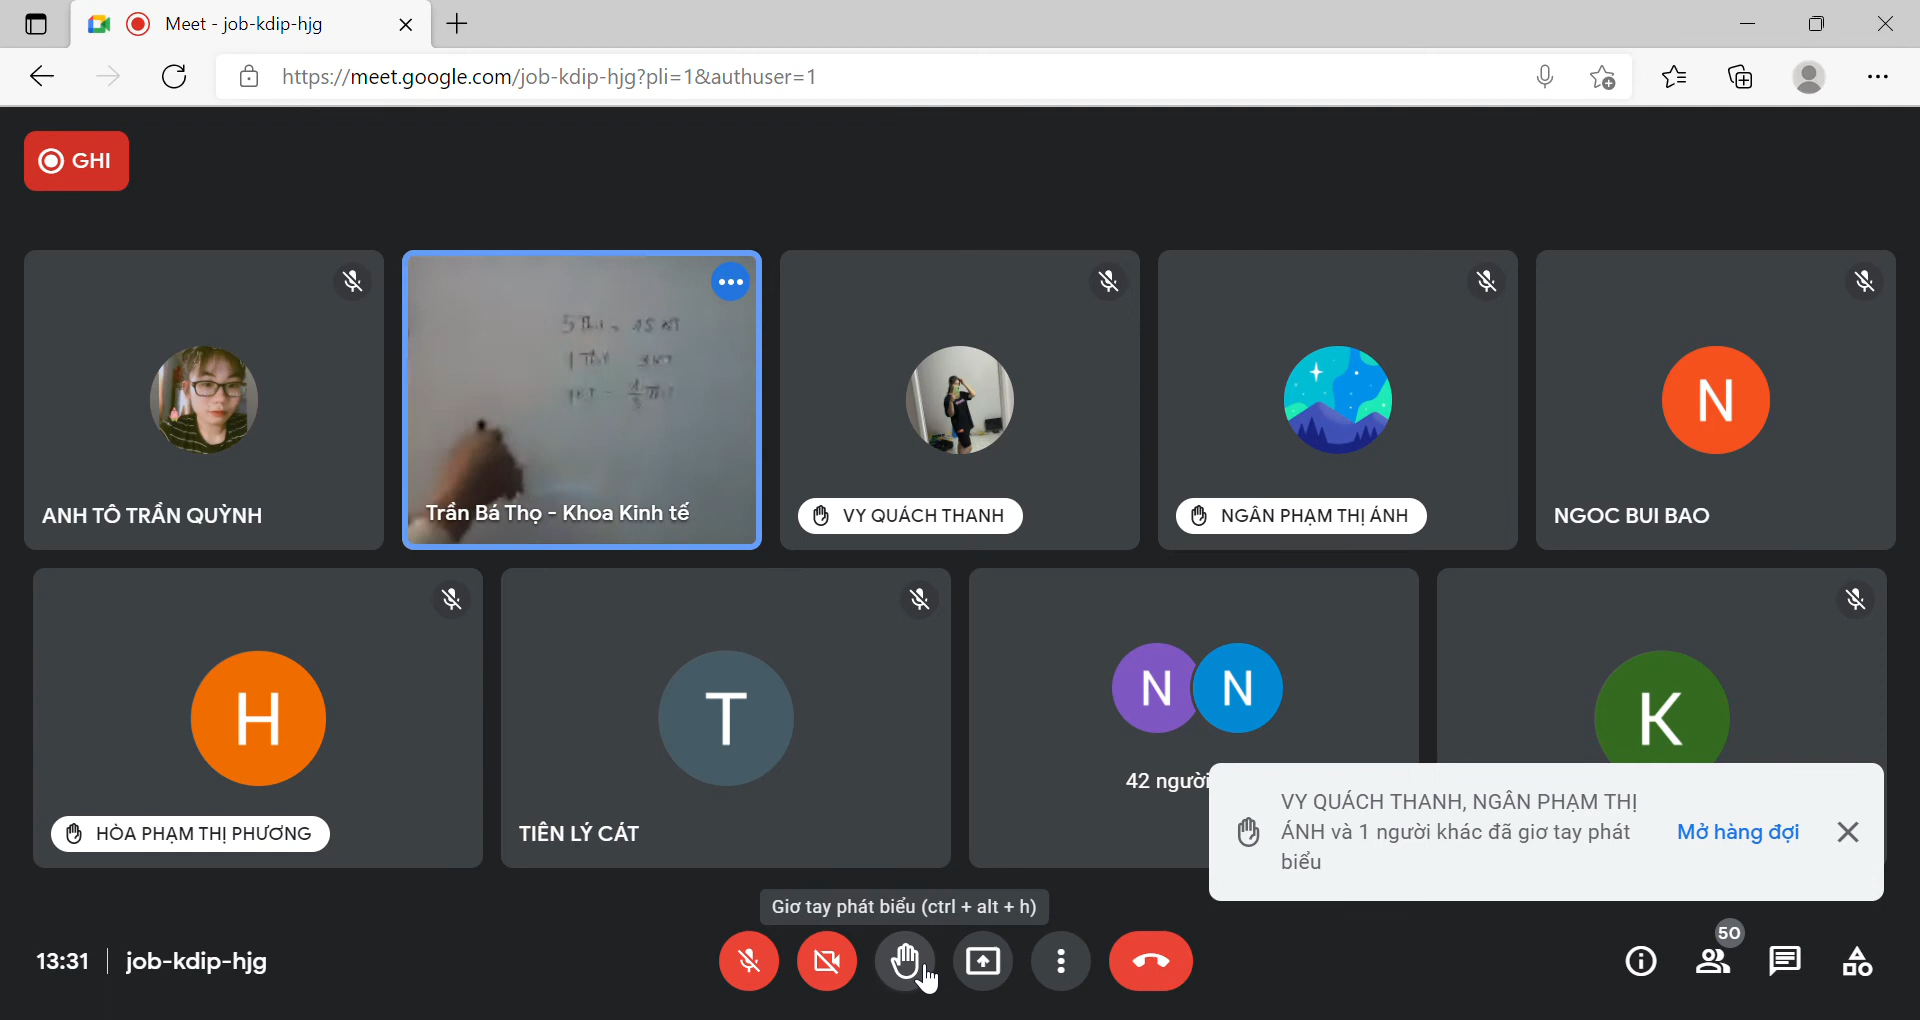 Meet - job-kdip-hjg
https://meet.google.com/job-kdip-hjg?pli=1&authuser=1
GHI
ANH TÔ TRẦN QUỲNH
Trần Bá Thọ - Khoa Kinh tế
VY QUÁCH THANH
NGÂN PHẠM THỊ ÁNH
N
NGOC BUI BAO
H
HÒA PHẠM THỊ PHƯƠNG
T
TIÊN LÝ CÁT
N N
42 người
K
VY QUÁCH THANH, NGÂN PHẠM THỊ
ÁNH và 1 người khác đã giơ tay phát
biểu
Mở hàng đợi
Giơ tay phát biểu (ctrl + alt + h)
13:31
job-kdip-hjg
50